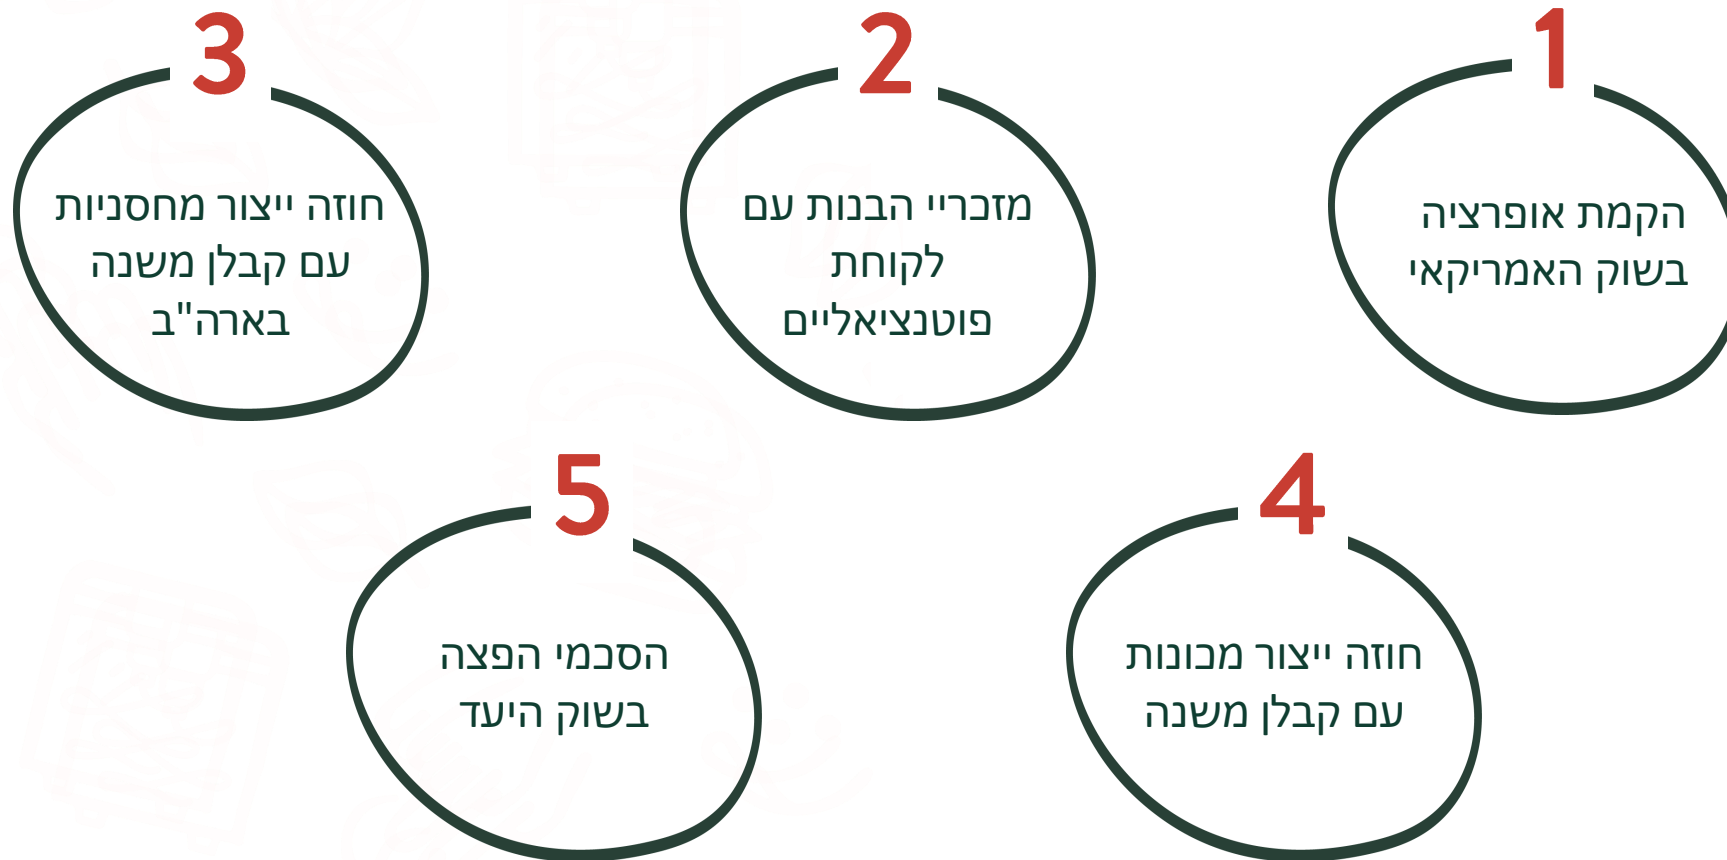 1
הקמת אופרציה
בשוק האמריקאי
2
מזכריי הבנות עם
לקוחת
פוטנציאליים
3
חוזה ייצור מחסניות
עם קבלן משנה
בארה"ב
4
חוזה ייצור מכונות
עם קבלן משנה
5
הסכמי הפצה
בשוק היעד